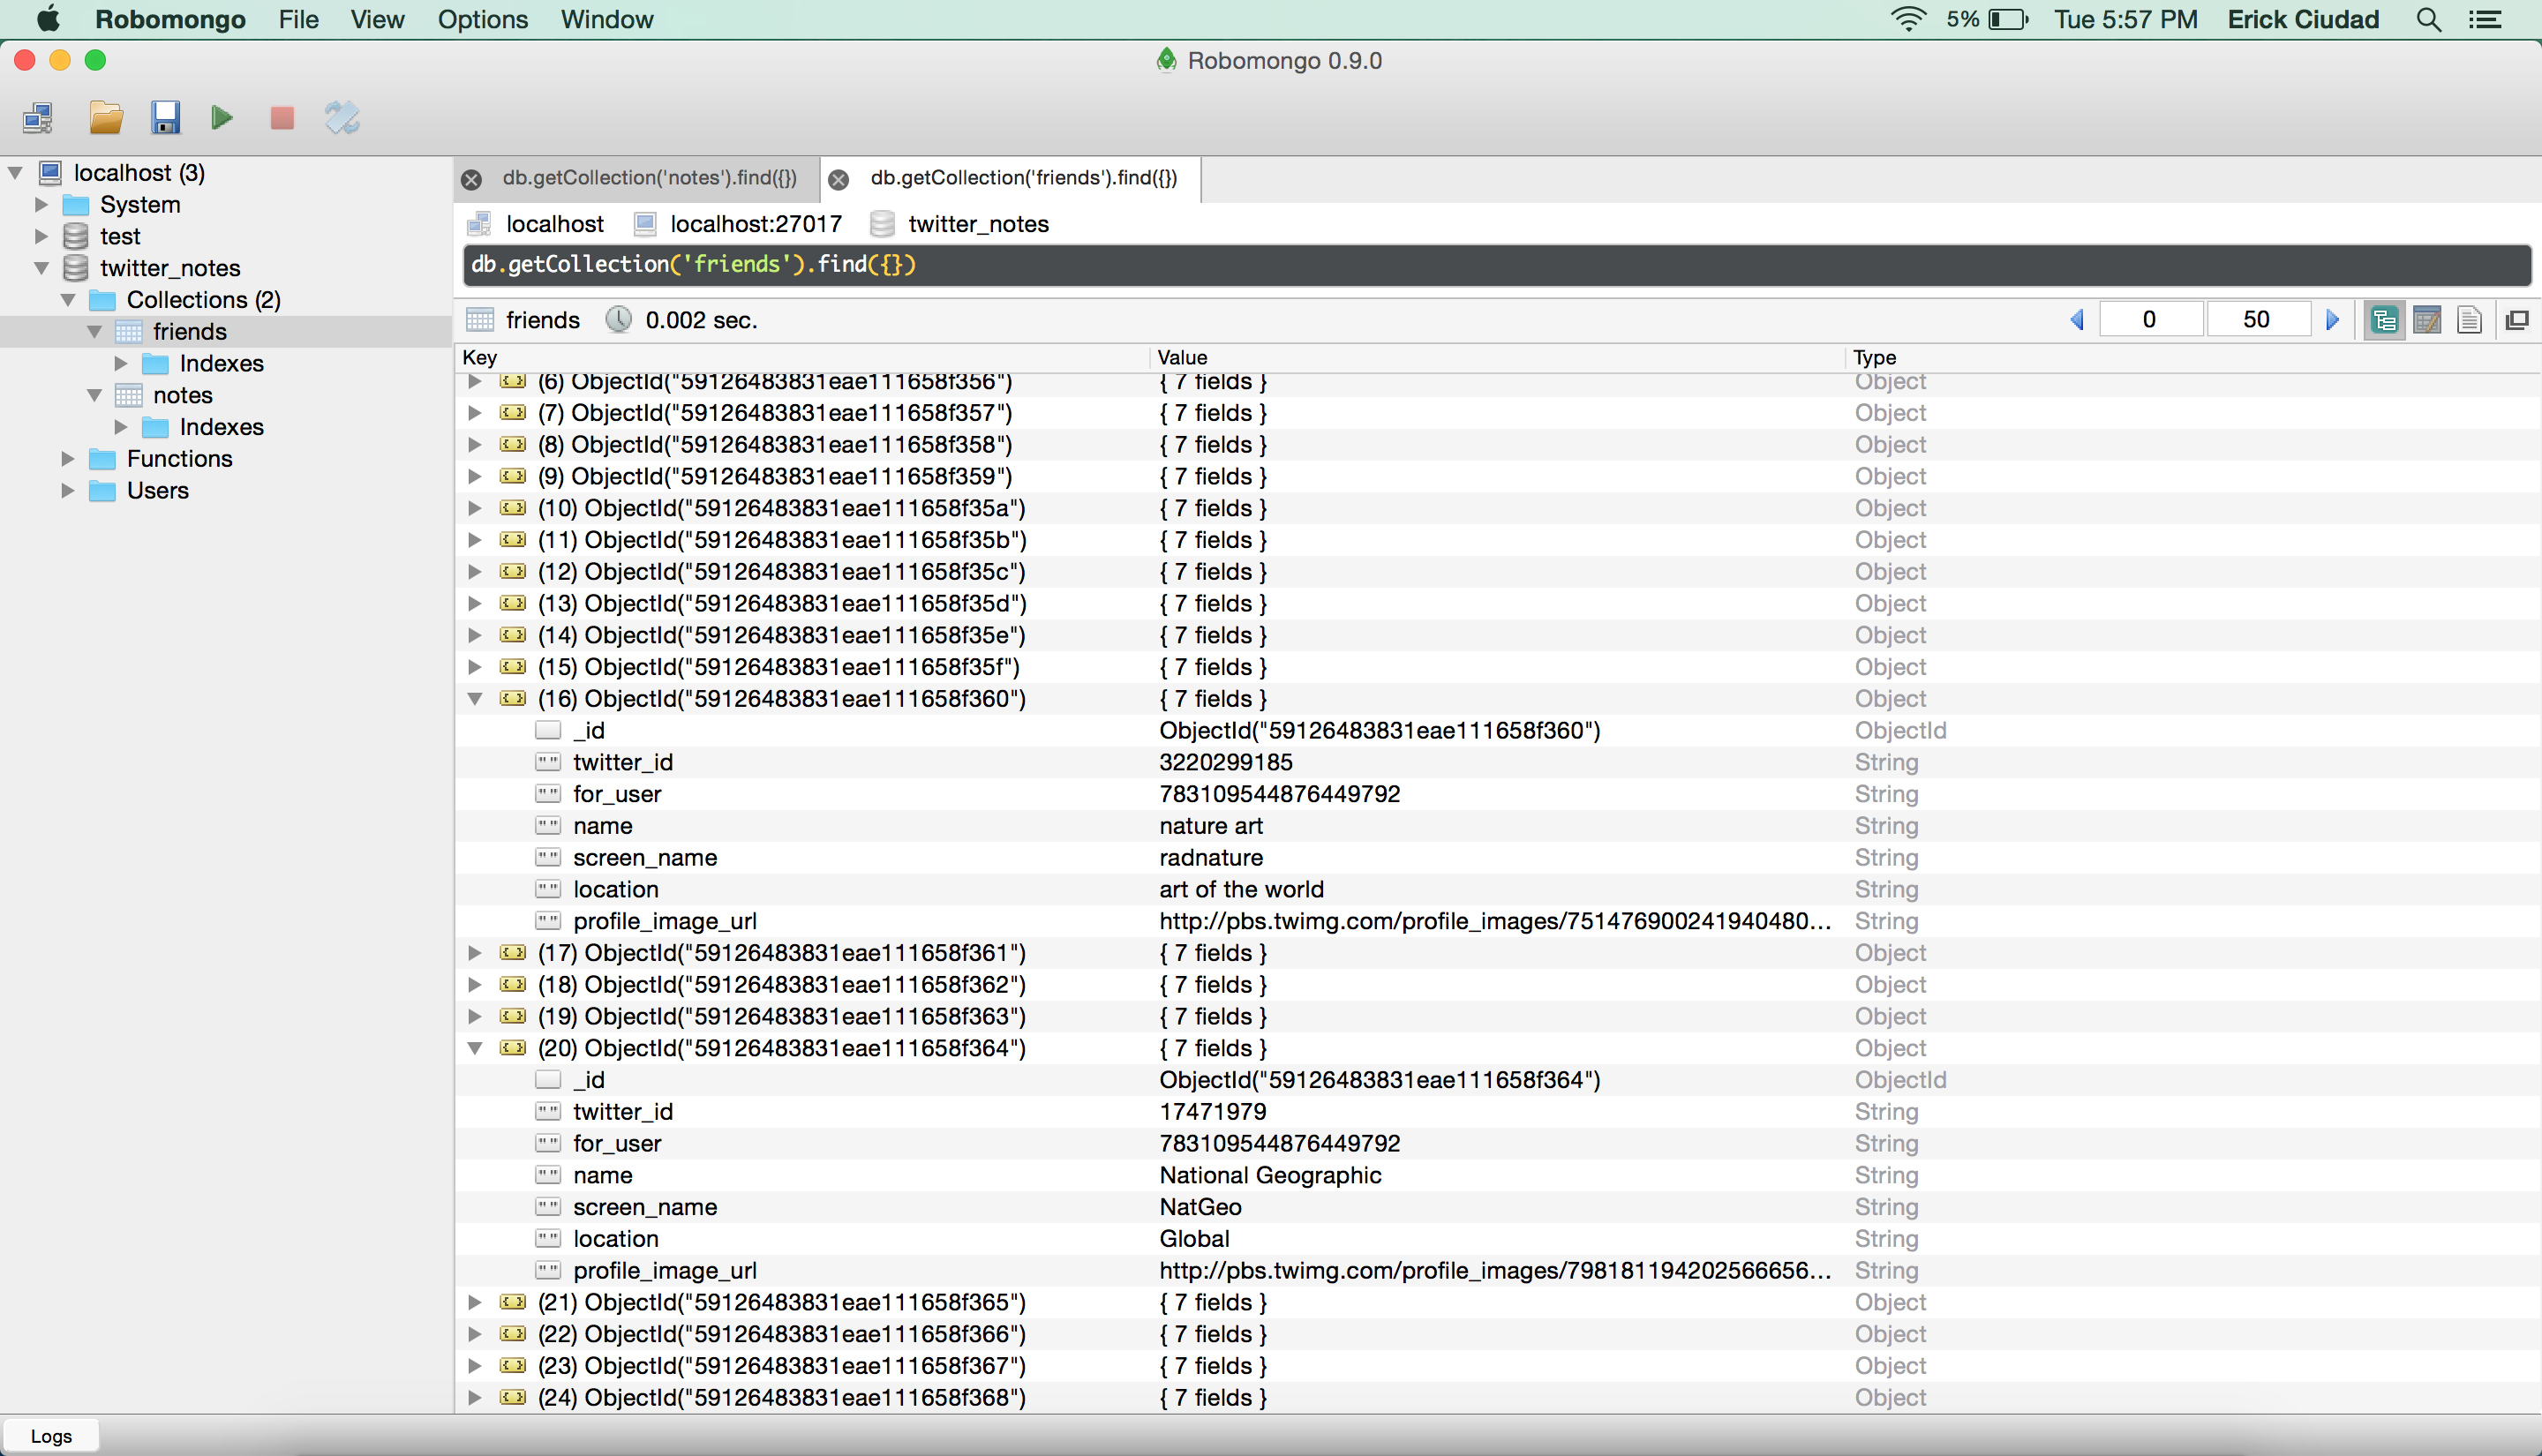 Robomongo File View Options Window 5% Tue 5:57 PM Erick Ciudad
Robomongo 0.9.0
localhost (3)
System
test
twitter_notes
Collections (2)
friends
Indexes
notes
Indexes
Functions
Users
db.getCollection('notes').find({}) db.getCollection('friends').find({})
localhost localhost:27017 twitter_notes
db.getCollection('friends').find({})
friends 0.002 sec. 0 50
Key Value Type
(6) ObjectId("59126483831eae111658f356") { 7 fields } Object
(7) ObjectId("59126483831eae111658f357") { 7 fields } Object
(8) ObjectId("59126483831eae111658f358") { 7 fields } Object
(9) ObjectId("59126483831eae111658f359") { 7 fields } Object
(10) ObjectId("59126483831eae111658f35a") { 7 fields } Object
(11) ObjectId("59126483831eae111658f35b") { 7 fields } Object
(12) ObjectId("59126483831eae111658f35c") { 7 fields } Object
(13) ObjectId("59126483831eae111658f35d") { 7 fields } Object
(14) ObjectId("59126483831eae111658f35e") { 7 fields } Object
(15) ObjectId("59126483831eae111658f35f") { 7 fields } Object
(16) ObjectId("59126483831eae111658f360") { 7 fields } Object
_id ObjectId("59126483831eae111658f360") ObjectId
twitter_id 3220299185 String
for_user 783109544876449792 String
name nature art String
screen_name radnature String
location art of the world String
profile_image_url http://pbs.twimg.com/profile_images/751476900241940480... String
(17) ObjectId("59126483831eae111658f361") { 7 fields } Object
(18) ObjectId("59126483831eae111658f362") { 7 fields } Object
(19) ObjectId("59126483831eae111658f363") { 7 fields } Object
(20) ObjectId("59126483831eae111658f364") { 7 fields } Object
_id ObjectId("59126483831eae111658f364") ObjectId
twitter_id 17471979 String
for_user 783109544876449792 String
name National Geographic String
screen_name NatGeo String
location Global String
profile_image_url http://pbs.twimg.com/profile_images/798181194202566656... String
(21) ObjectId("59126483831eae111658f365") { 7 fields } Object
(22) ObjectId("59126483831eae111658f366") { 7 fields } Object
(23) ObjectId("59126483831eae111658f367") { 7 fields } Object
(24) ObjectId("59126483831eae111658f368") { 7 fields } Object
Logs